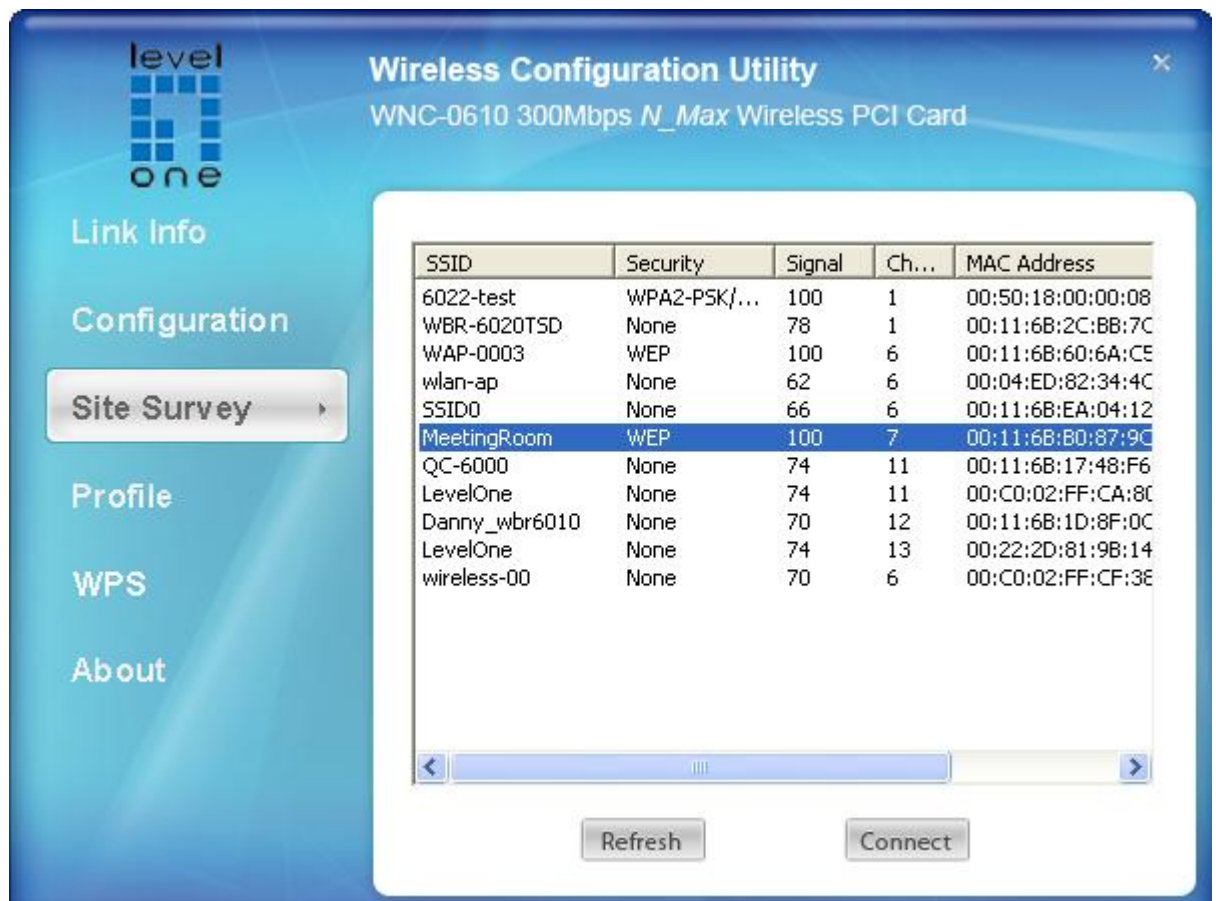 level
one
Wireless Configuration Utility
WNC-0610 300Mbps N_Max Wireless PCI Card
×
Link Info
Configuration
Site Survey
Profile
WPS
About
SSID Security Signal Ch... MAC Address
6022-test WPA2-PSK/... 100 1 00:50:18:00:00:08
WBR-6020TSD None 78 1 00:11:6B:2C:BB:7C
WAP-0003 WEP 100 6 00:11:6B:60:6A:C5
wlan-ap None 62 6 00:04:ED:82:34:4C
SSID0 None 66 6 00:11:6B:EA:04:12
MeetingRoom WEP 100 7 00:11:6B:B0:87:9C
QC-6000 None 74 11 00:11:6B:17:48:F6
LevelOne None 74 11 00:C0:02:FF:CA:80
Danny_wbr6010 None 70 12 00:11:6B:1D:8F:0C
LevelOne None 74 13 00:22:2D:81:9B:14
wireless-00 None 70 6 00:C0:02:FF:CF:38
Refresh Connect